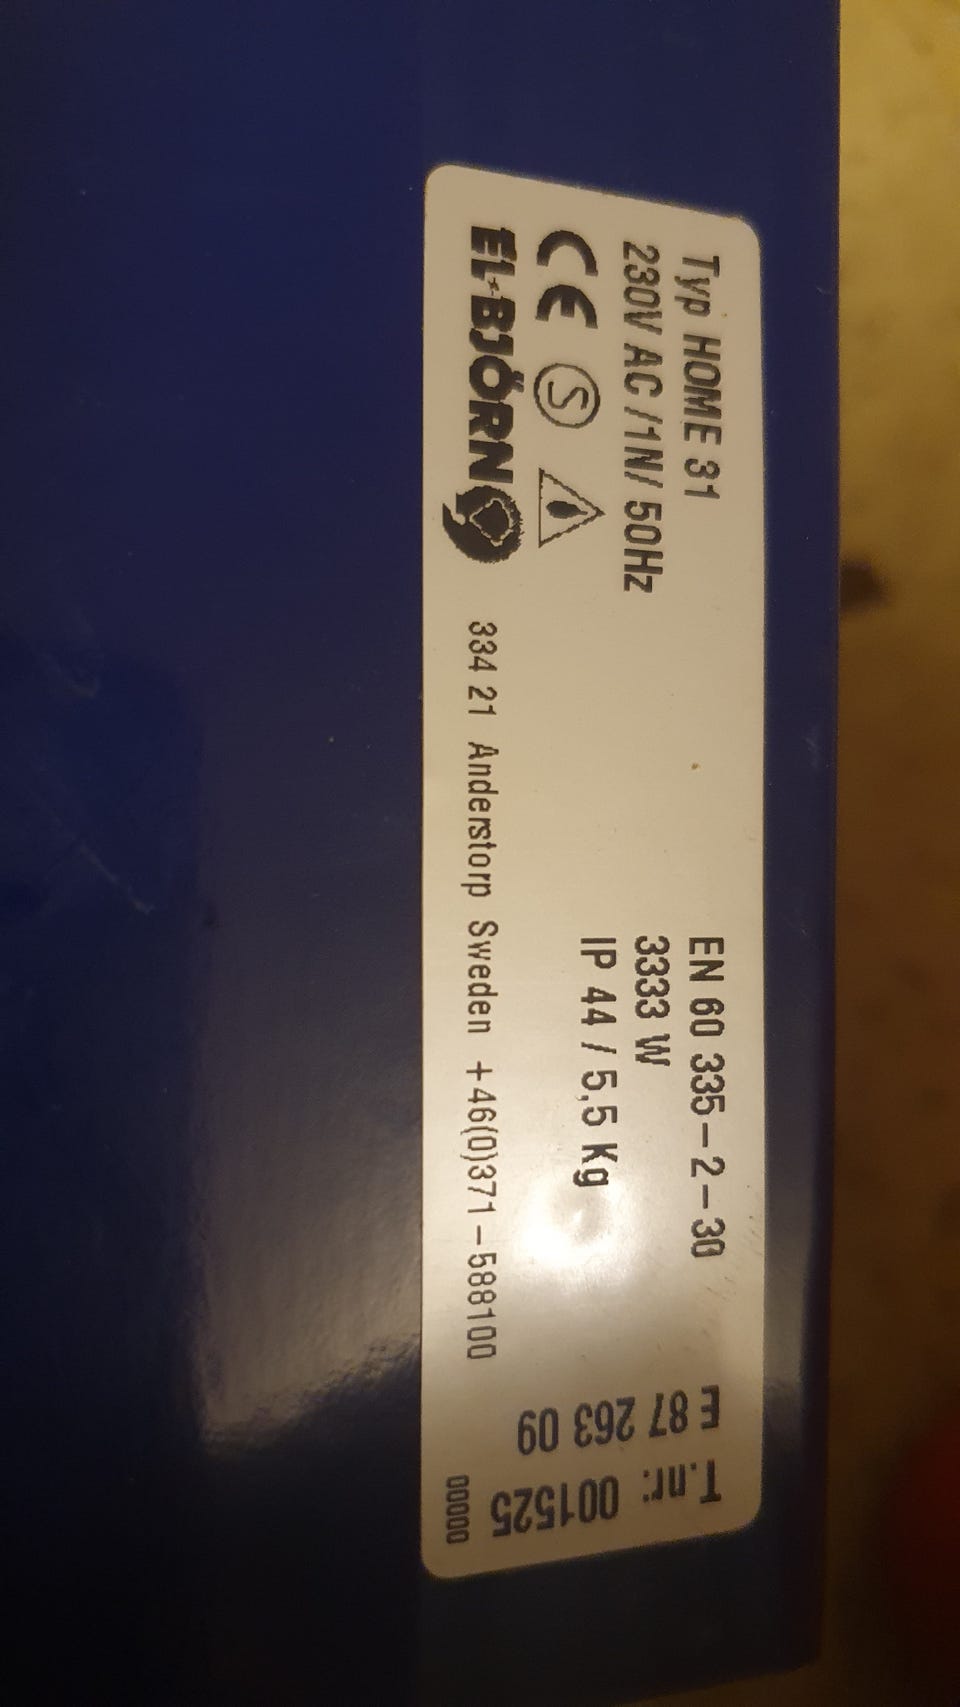 Typ HOME 31
230V AC /1N/ 50Hz
CE S
EL-BJÖRN
EN 60 335-2-30
3333 W
IP 44 / 5,5 Kg
334 21 Anderstorp Sweden +46(0)371-588100
E 87 263 09
T.nr: 001525
00000